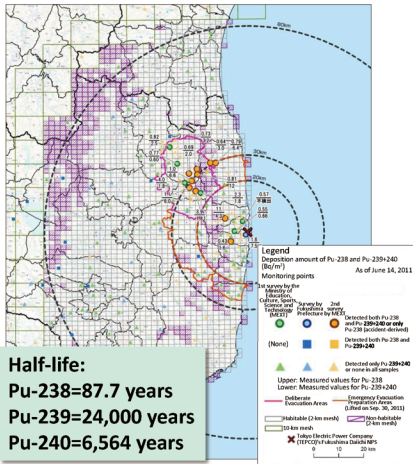 80km
30km
20km
Legend
Deposition amount of Pu-238 and Pu-239+240
(Bq/m²)
As of June 14, 2011
Monitoring points
1st survey by the
Ministry of
Education,
Culture, Sports,
Science and
Technology
(MEXT)
Survey by
Fukushima
Prefecture
2nd
survey
by MEXT
Detected both Pu-238
and Pu-239+240 or only
Pu-238 (accident-derived)
(None)
Detected both Pu-238 and
Pu-239+240
Detected only Pu-239+240
or none in all samples
Upper: Measured values for Pu-238
Lower: Measured values for Pu-239+240
Deliberate
Evacuation Areas
Emergency Evacuation
Preparation Areas
(Lifted on Sep. 30, 2011)
Habitable (2-km mesh)
Non-habitable
(2-km mesh)
10-km mesh
Tokyo Electric Power Company
(TEPCO)'s Fukushima Daiichi NPS
Half-life:
Pu-238=87.7 years
Pu-239=24,000 years
Pu-240=6,564 years